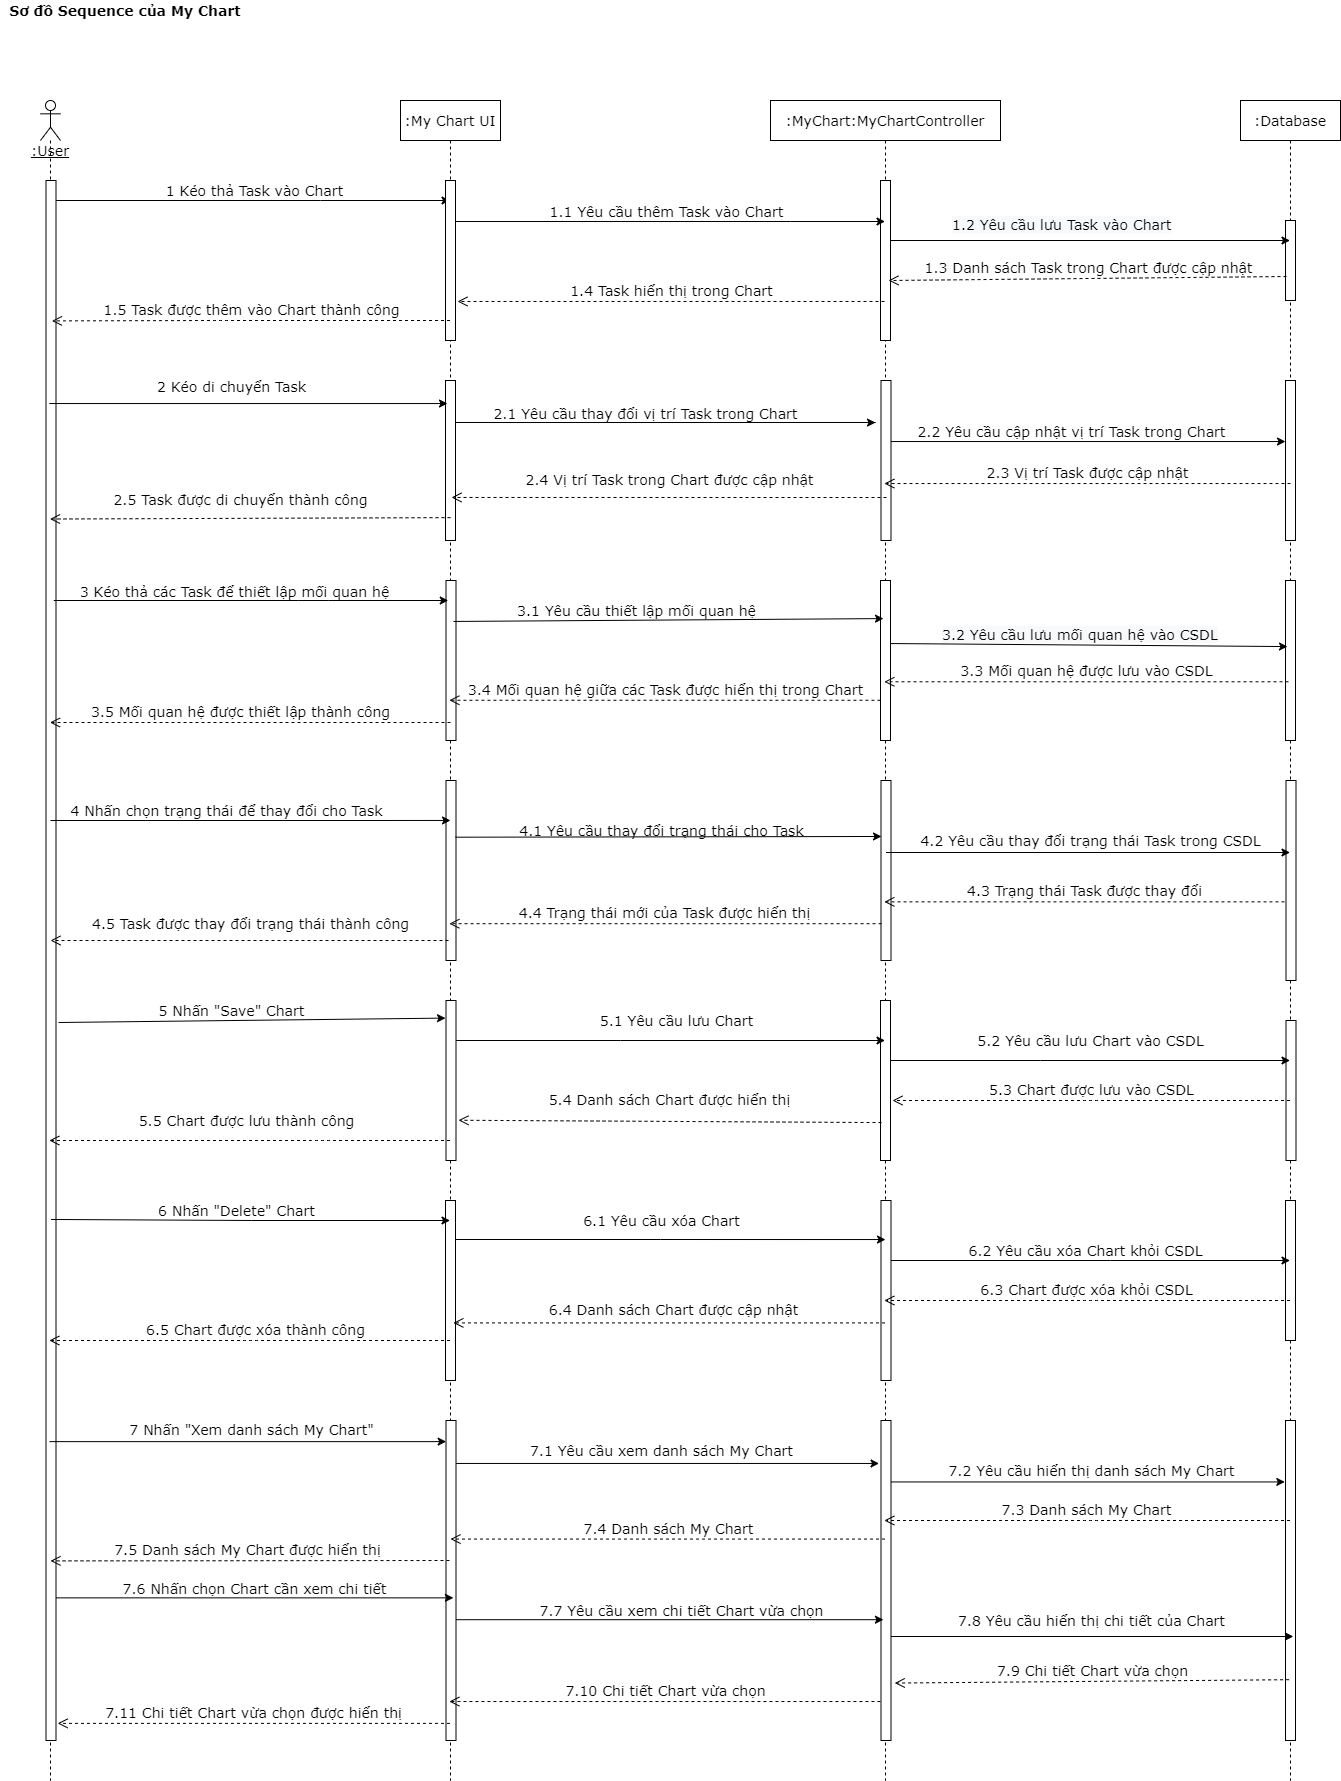 Sơ đồ Sequence của My Chart
:User
:My Chart UI
:MyChart:MyChartController
:Database
1 Kéo thả Task vào Chart
1.1 Yêu cầu thêm Task vào Chart
1.2 Yêu cầu lưu Task vào Chart
1.3 Danh sách Task trong Chart được cập nhật
1.4 Task hiển thị trong Chart
1.5 Task được thêm vào Chart thành công
2 Kéo di chuyển Task
2.1 Yêu cầu thay đổi vị trí Task trong Chart
2.2 Yêu cầu cập nhật vị trí Task trong Chart
2.3 Vị trí Task được cập nhật
2.4 Vị trí Task trong Chart được cập nhật
2.5 Task được di chuyển thành công
3 Kéo thả các Task để thiết lập mối quan hệ
3.1 Yêu cầu thiết lập mối quan hệ
3.2 Yêu cầu lưu mối quan hệ vào CSDL
3.3 Mối quan hệ được lưu vào CSDL
3.4 Mối quan hệ giữa các Task được hiển thị trong Chart
3.5 Mối quan hệ được thiết lập thành công
4 Nhấn chọn trạng thái để thay đổi cho Task
4.1 Yêu cầu thay đổi trạng thái cho Task
4.2 Yêu cầu thay đổi trạng thái Task trong CSDL
4.3 Trạng thái Task được thay đổi
4.4 Trạng thái mới của Task được hiển thị
4.5 Task được thay đổi trạng thái thành công
5 Nhấn "Save" Chart
5.1 Yêu cầu lưu Chart
5.2 Yêu cầu lưu Chart vào CSDL
5.3 Chart được lưu vào CSDL
5.4 Danh sách Chart được hiển thị
5.5 Chart được lưu thành công
6 Nhấn "Delete" Chart
6.1 Yêu cầu xóa Chart
6.2 Yêu cầu xóa Chart khỏi CSDL
6.3 Chart được xóa khỏi CSDL
6.4 Danh sách Chart được cập nhật
6.5 Chart được xóa thành công
7 Nhấn "Xem danh sách My Chart"
7.1 Yêu cầu xem danh sách My Chart
7.2 Yêu cầu hiển thị danh sách My Chart
7.3 Danh sách My Chart
7.4 Danh sách My Chart
7.5 Danh sách My Chart được hiển thị
7.6 Nhấn chọn Chart cần xem chi tiết
7.7 Yêu cầu xem chi tiết Chart vừa chọn
7.8 Yêu cầu hiển thị chi tiết của Chart
7.9 Chi tiết Chart vừa chọn
7.10 Chi tiết Chart vừa chọn
7.11 Chi tiết Chart vừa chọn được hiển thị